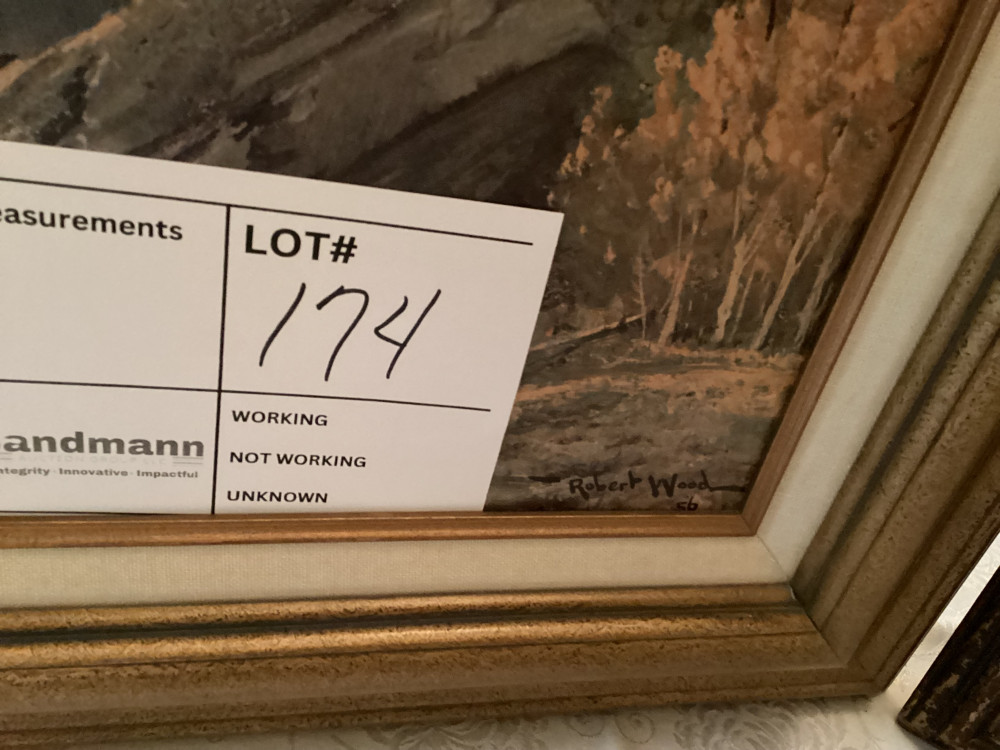 easurements
LOT#
174
andmann
ntegrity · Innovative · Impactful
WORKING
NOT WORKING
UNKNOWN
Robert Wood
56